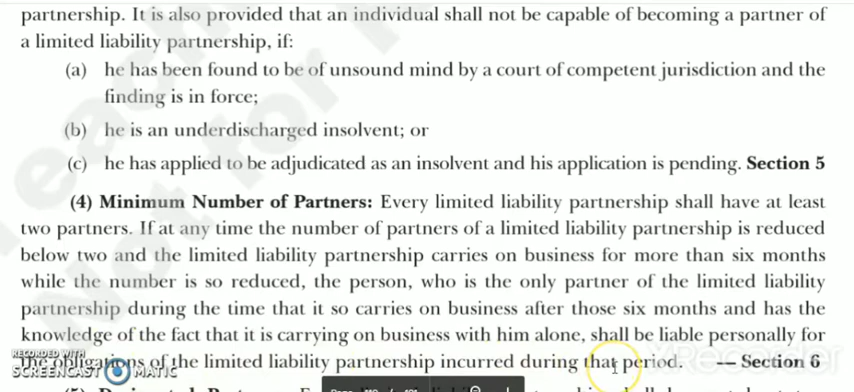 partnership. It is also provided that an individual shall not be capable of becoming a partner of
a limited liability partnership, if:
(a) he has been found to be of unsound mind by a court of competent jurisdiction and the
finding is in force;
(b) he is an underdischarged insolvent; or
(c) he has applied to be adjudicated as an insolvent and his application is pending. Section 5
(4) Minimum Number of Partners: Every limited liability partnership shall have at least
two partners. If at any time the number of partners of a limited liability partnership is reduced
below two and the limited liability partnership carries on business for more than six months
while the number is so reduced, the person, who is the only partner of the limited liability
partnership during the time that it so carries on business after those six months and has the
knowledge of the fact that it is carrying on business with him alone, shall be liable personally for
the obligations of the limited liability partnership incurred during that period. –– Section 6
RECORDED WITH
SCREENCAST MATIC
XRecorder